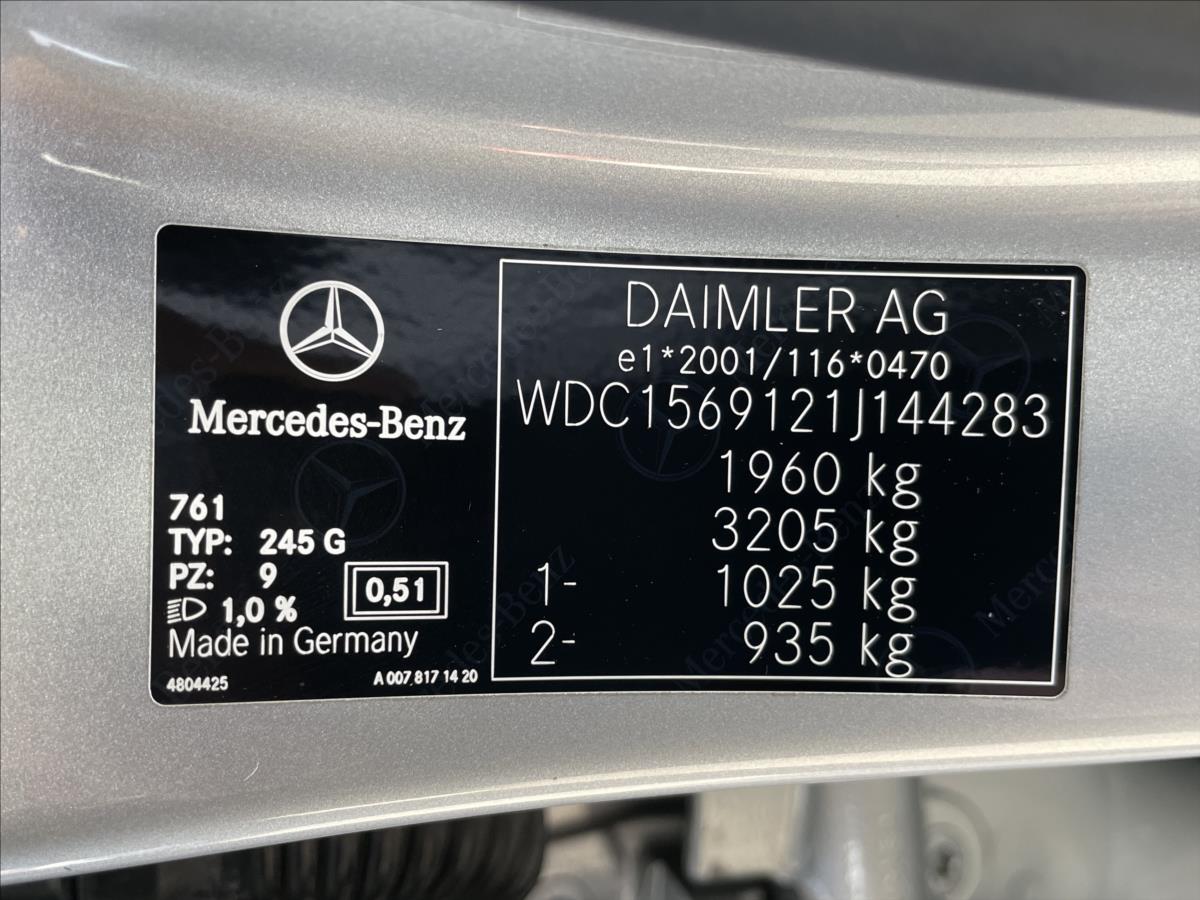 Mercedes-Benz
761
TYP: 245 G
PZ: 9
1,0 %
0,51
Made in Germany
4804425
A 007 817 14 20
DAIMLER AG
e1*2001/116*0470
WDC1569121J144283
1960 kg
3205 kg
1- 1025 kg
2- 935 kg